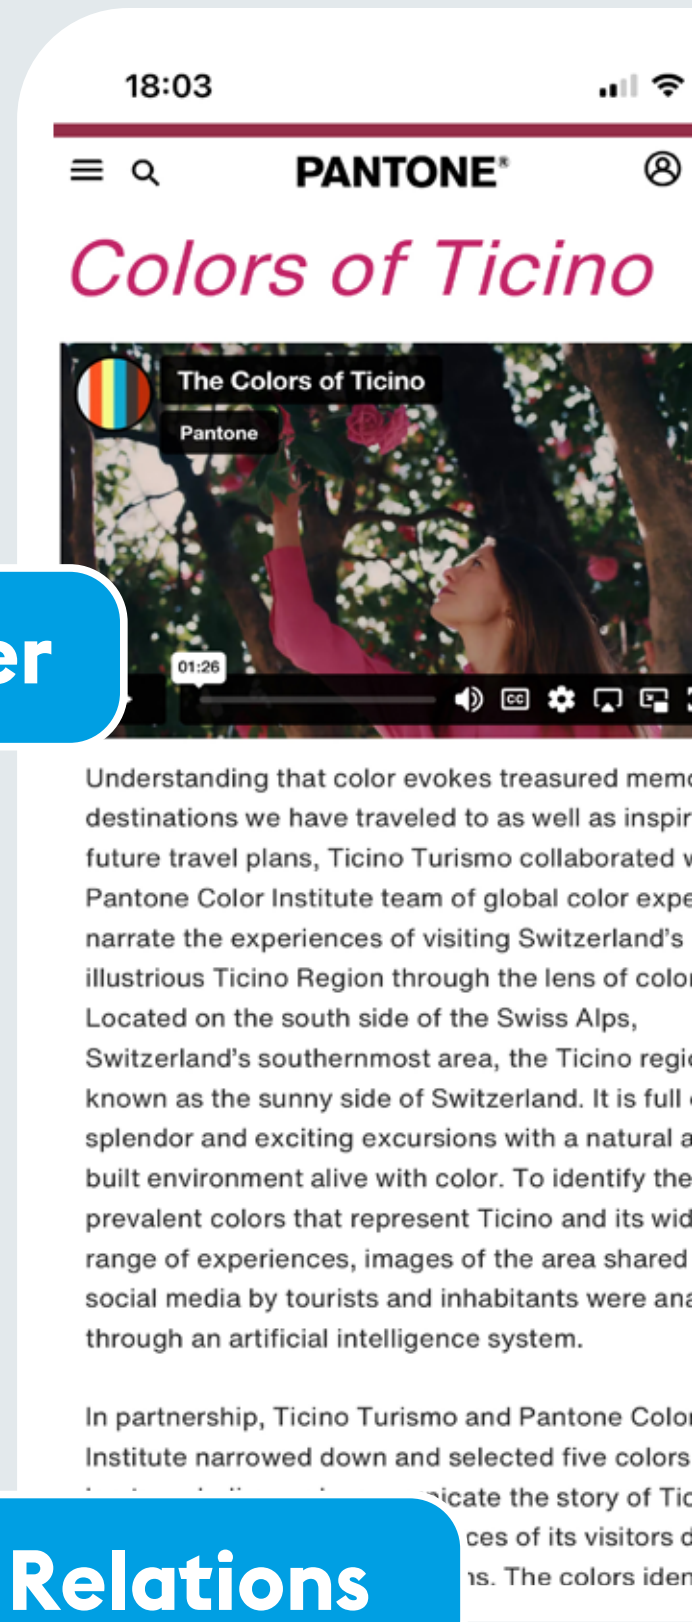 18:03
PANTONE®
Colors of Ticino
The Colors of Ticino
Pantone
er
01:26
CC
Understanding that color evokes treasured memo
destinations we have traveled to as well as inspir
future travel plans, Ticino Turismo collaborated w
Pantone Color Institute team of global color expe
narrate the experiences of visiting Switzerland's
illustrious Ticino Region through the lens of color
Located on the south side of the Swiss Alps,
Switzerland's southernmost area, the Ticino regio
known as the sunny side of Switzerland. It is full
splendor and exciting excursions with a natural a
built environment alive with color. To identify the
prevalent colors that represent Ticino and its wid
range of experiences, images of the area shared
social media by tourists and inhabitants were ana
through an artificial intelligence system.
In partnership, Ticino Turismo and Pantone Color
Institute narrowed down and selected five colors
nicate the story of Tic
ces of its visitors d
ns. The colors iden
Relations